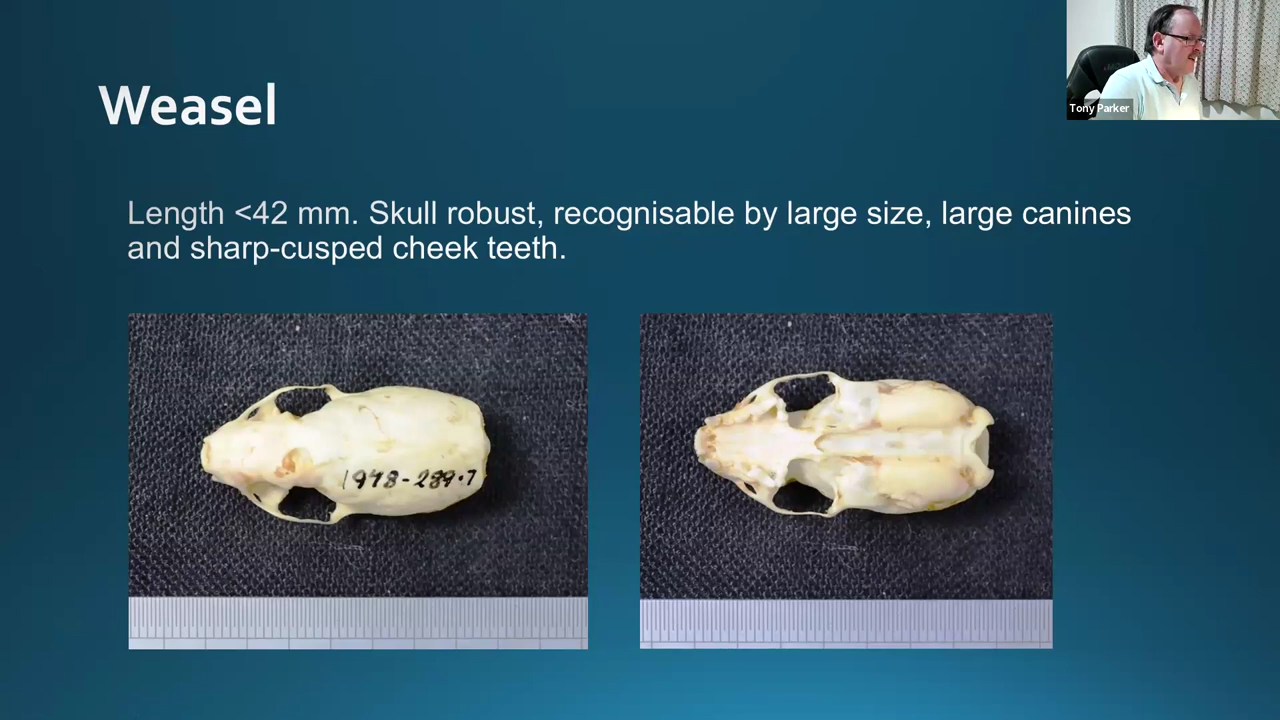 Weasel
Tony Parker
Length <42 mm. Skull robust, recognisable by large size, large canines
and sharp-cusped cheek teeth.
1948-289.7